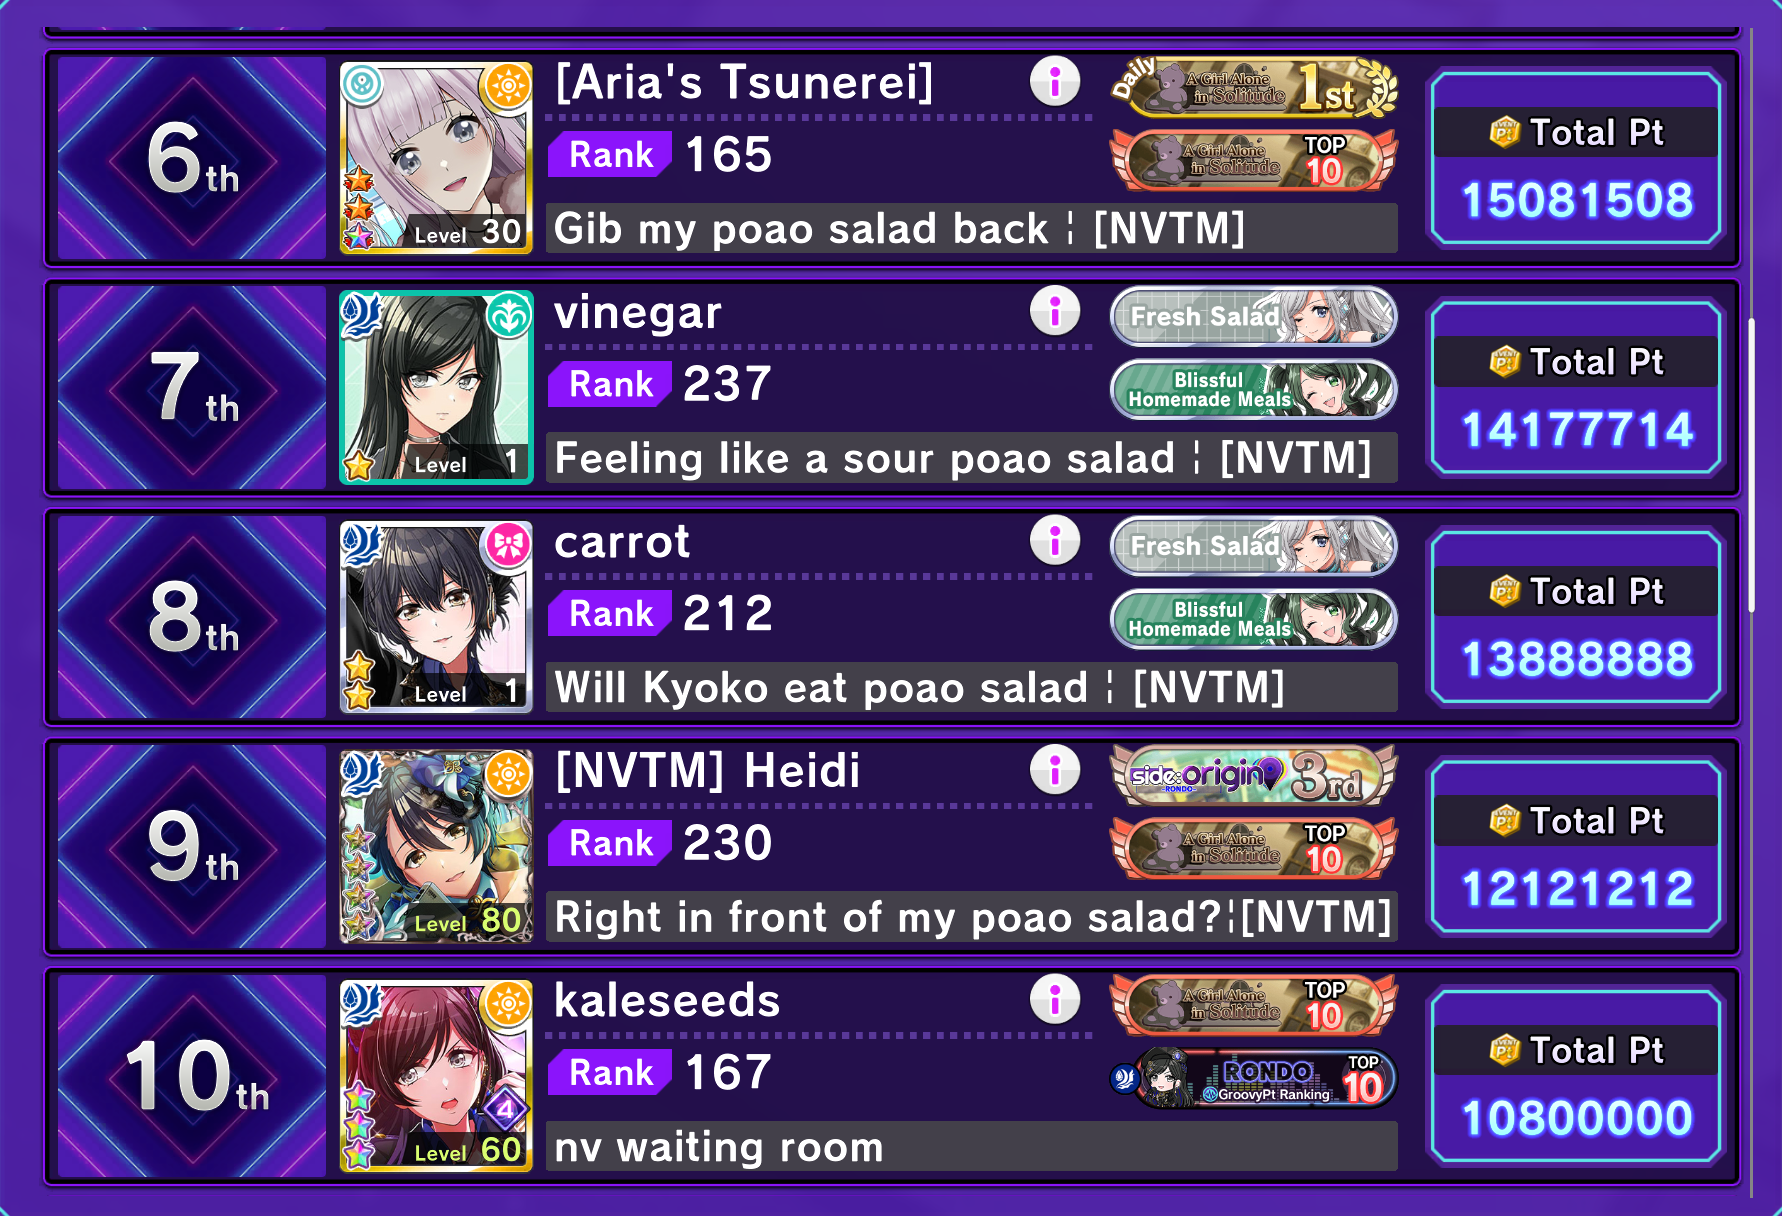 6th
[Aria's Tsunerei]
Daily A Girl Alone in Solitude 1st
Rank 165
A Girl Alone in Solitude TOP 10
Level 30
Gib my poao salad back ¦ [NVTM]
Total Pt
15081508
7th
vinegar
Fresh Salad
Rank 237
Blissful
Homemade Meals
Level 1
Feeling like a sour poao salad ¦ [NVTM]
Total Pt
14177714
8th
carrot
Fresh Salad
Rank 212
Blissful
Homemade Meals
Level 1
Will Kyoko eat poao salad ¦ [NVTM]
Total Pt
13888888
9th
[NVTM] Heidi
side:origin -RONDO- 3rd
Rank 230
A Girl Alone in Solitude TOP 10
Level 80
Right in front of my poao salad?¦[NVTM]
Total Pt
12121212
10th
kaleseeds
A Girl Alone in Solitude TOP 10
Rank 167
RONDO
GroovyPt Ranking
TOP 10
4
Level 60
nv waiting room
Total Pt
10800000